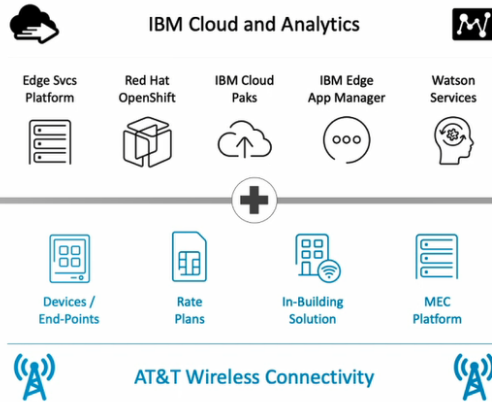 IBM Cloud and Analytics
Edge Svcs
Platform
Red Hat
OpenShift
IBM Cloud
Paks
IBM Edge
App Manager
Watson
Services
Devices /
End-Points
Rate
Plans
In-Building
Solution
MEC
Platform
AT&T Wireless Connectivity